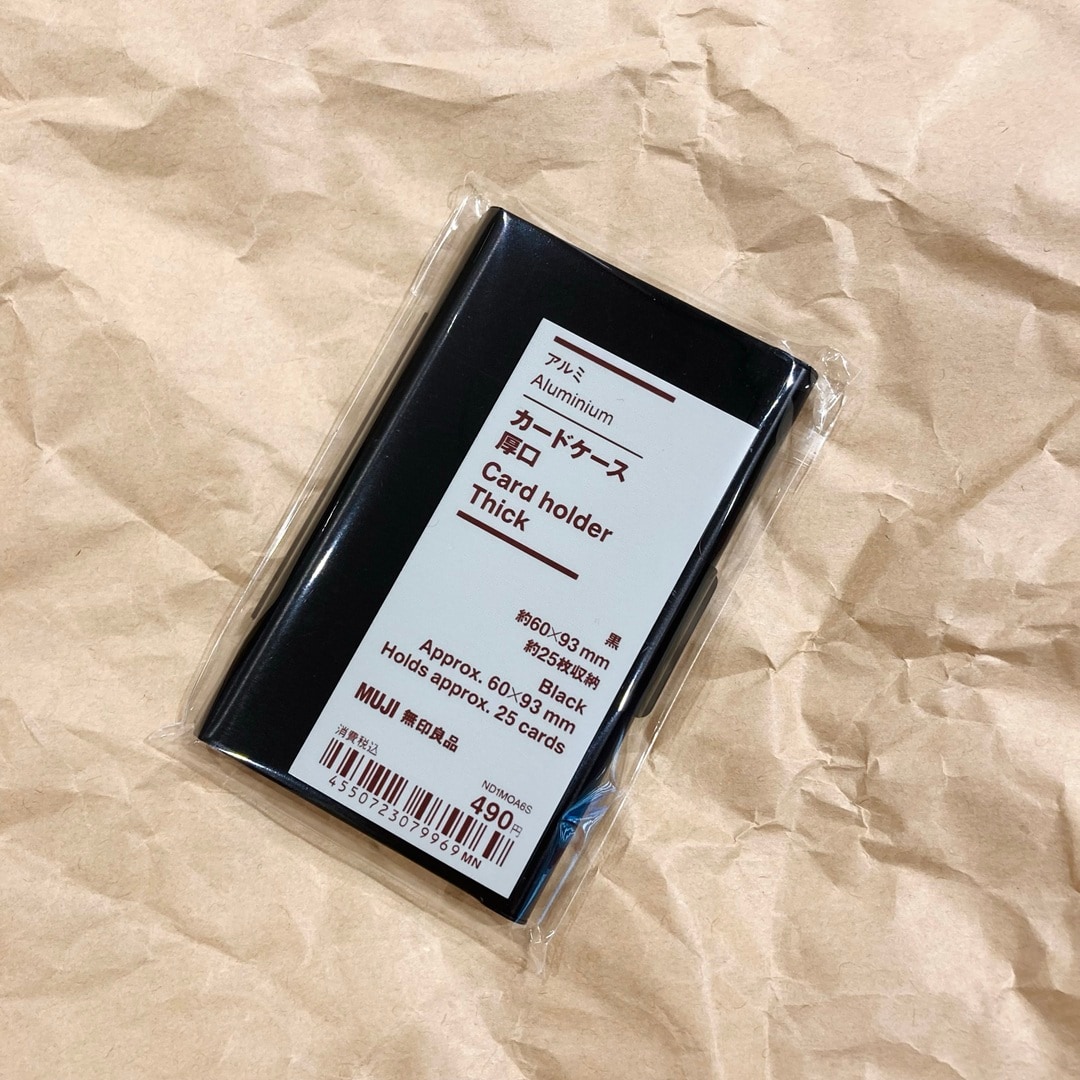 アルミ
Aluminium
カードケース
厚口
Card holder
Thick
黒
約60×93mm
約25枚収納
Black
Approx. 60×93 mm
Holds approx. 25 cards
MUJI 無印良品
消費税込
ND1MOA6S
490円
4550723079969 MN